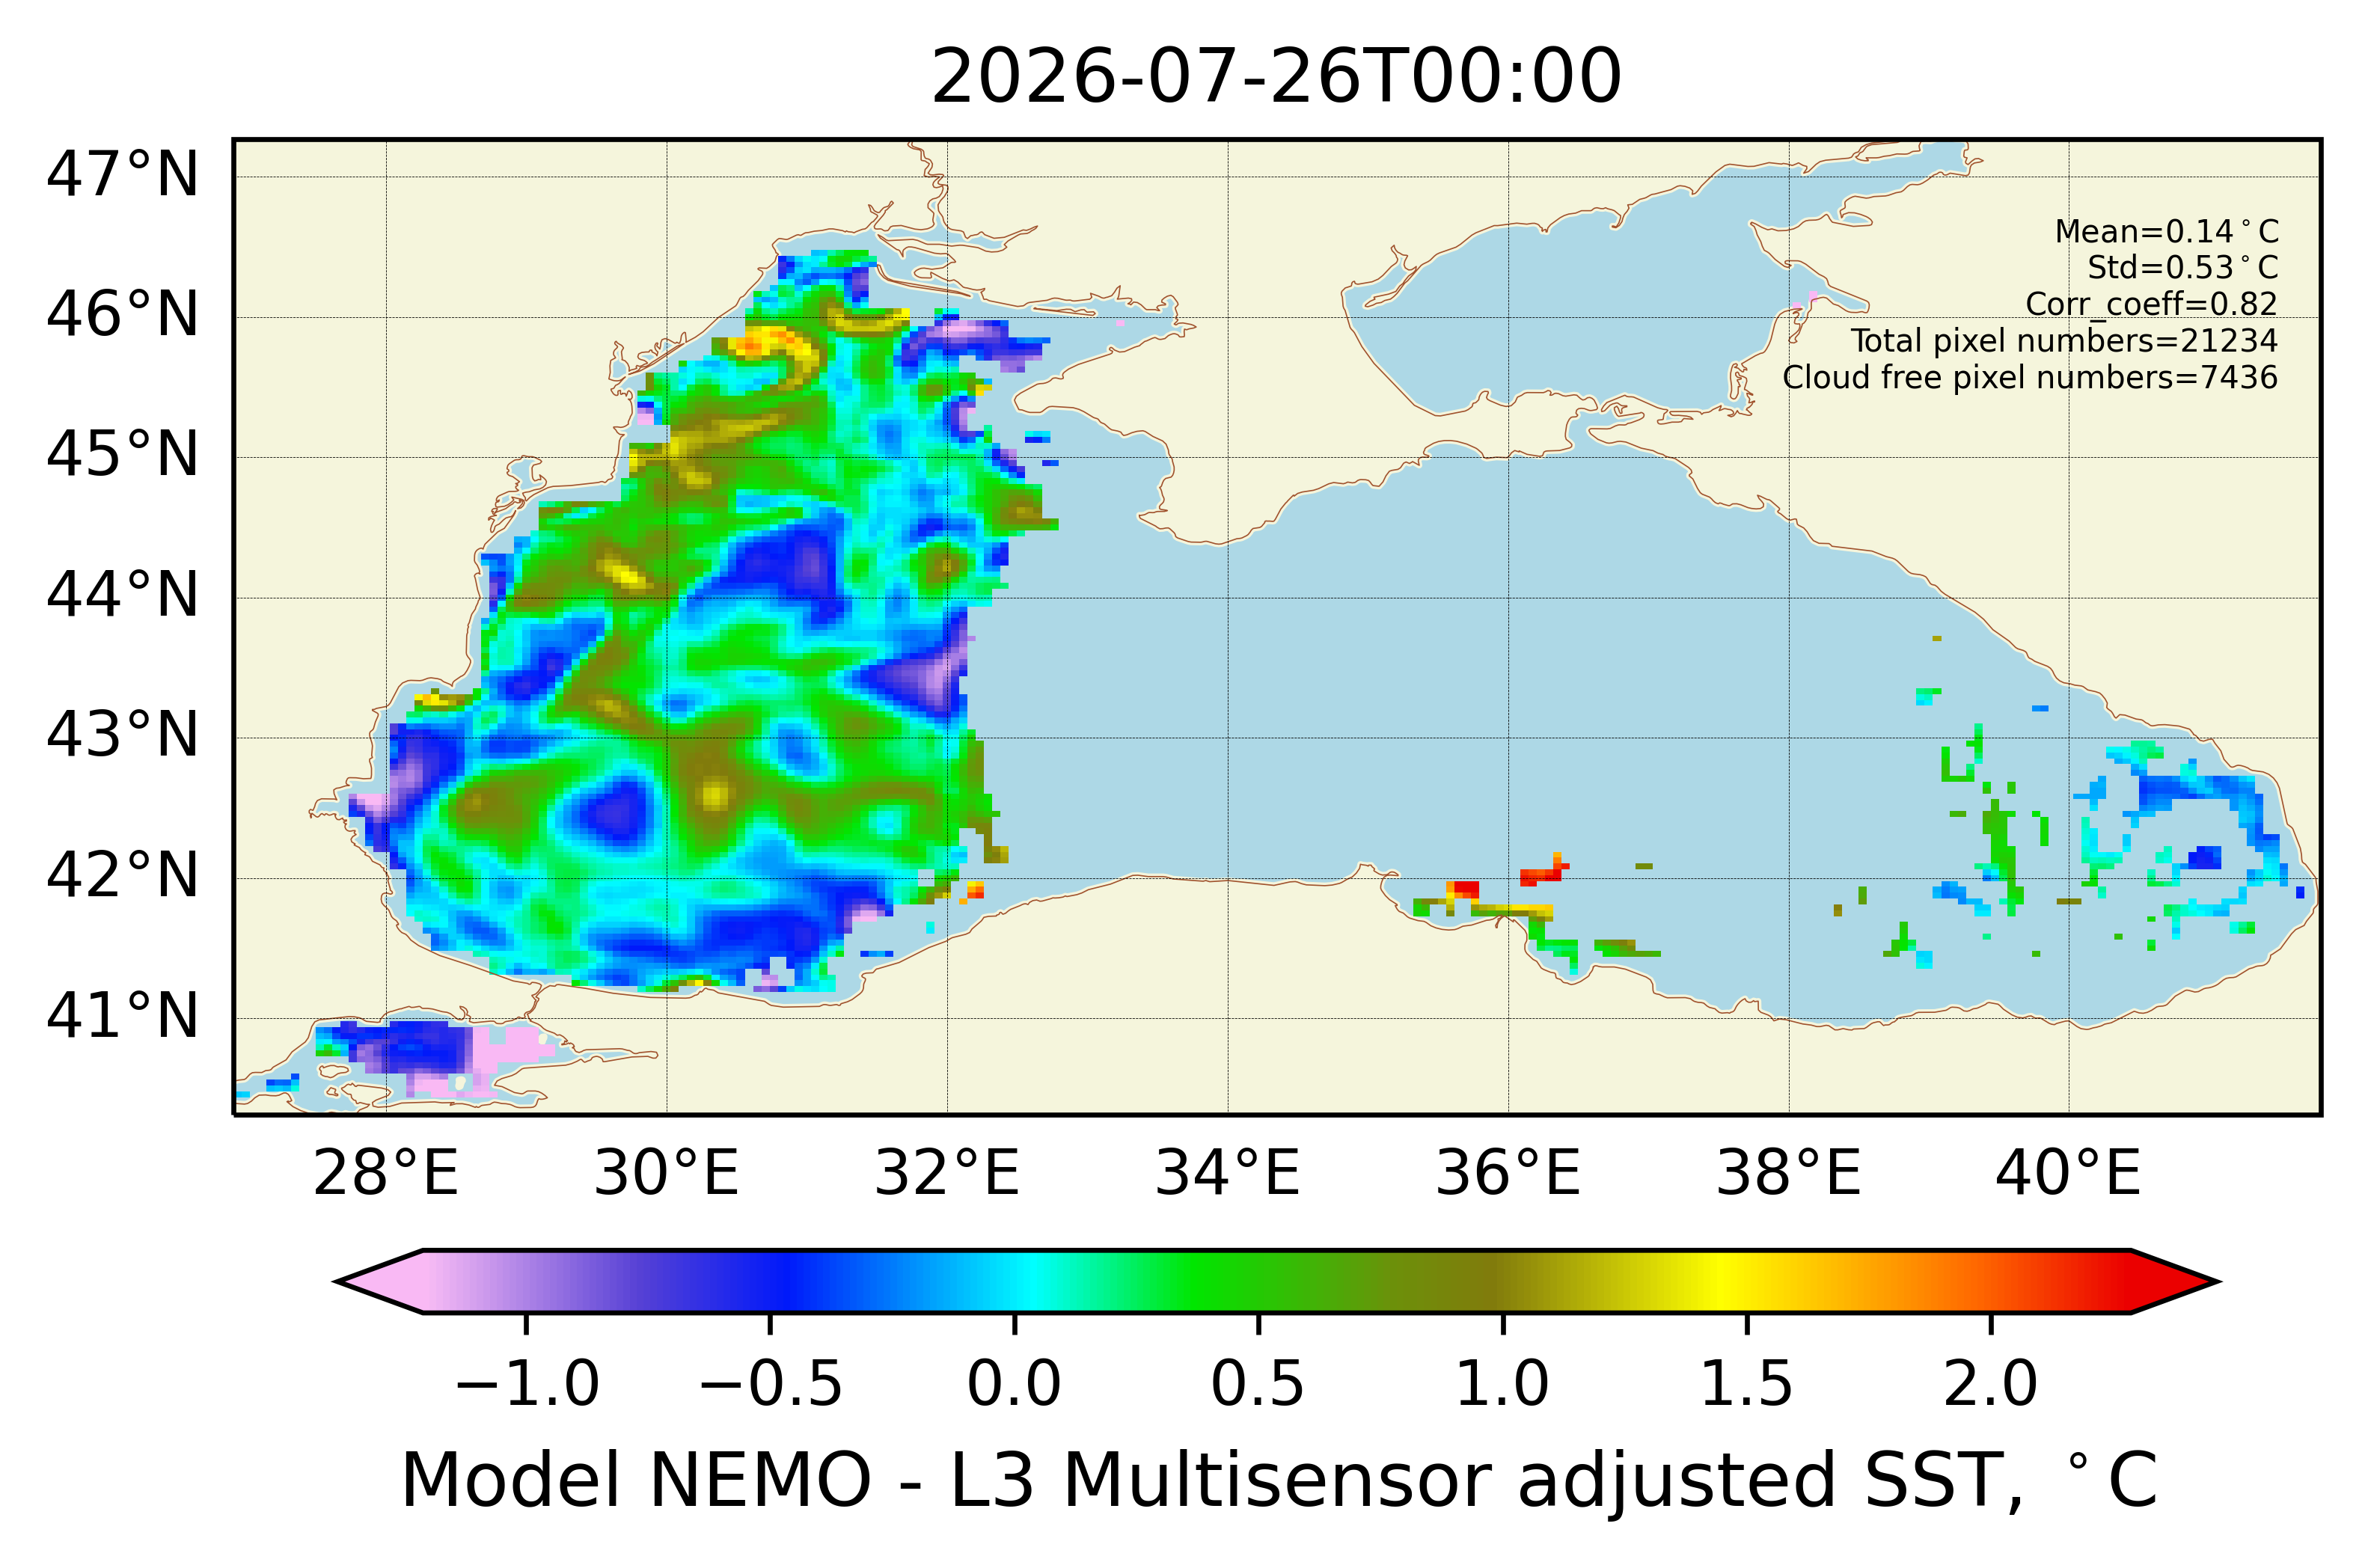 2026-07-26T00:00
47°N
46°N
45°N
44°N
43°N
42°N
41°N
Mean=0.14°C
Std=0.53°C
Corr_coeff=0.82
Total pixel numbers=21234
Cloud free pixel numbers=7436
28°E 30°E 32°E 34°E 36°E 38°E 40°E
−1.0 −0.5 0.0 0.5 1.0 1.5 2.0
Model NEMO - L3 Multisensor adjusted SST, °C